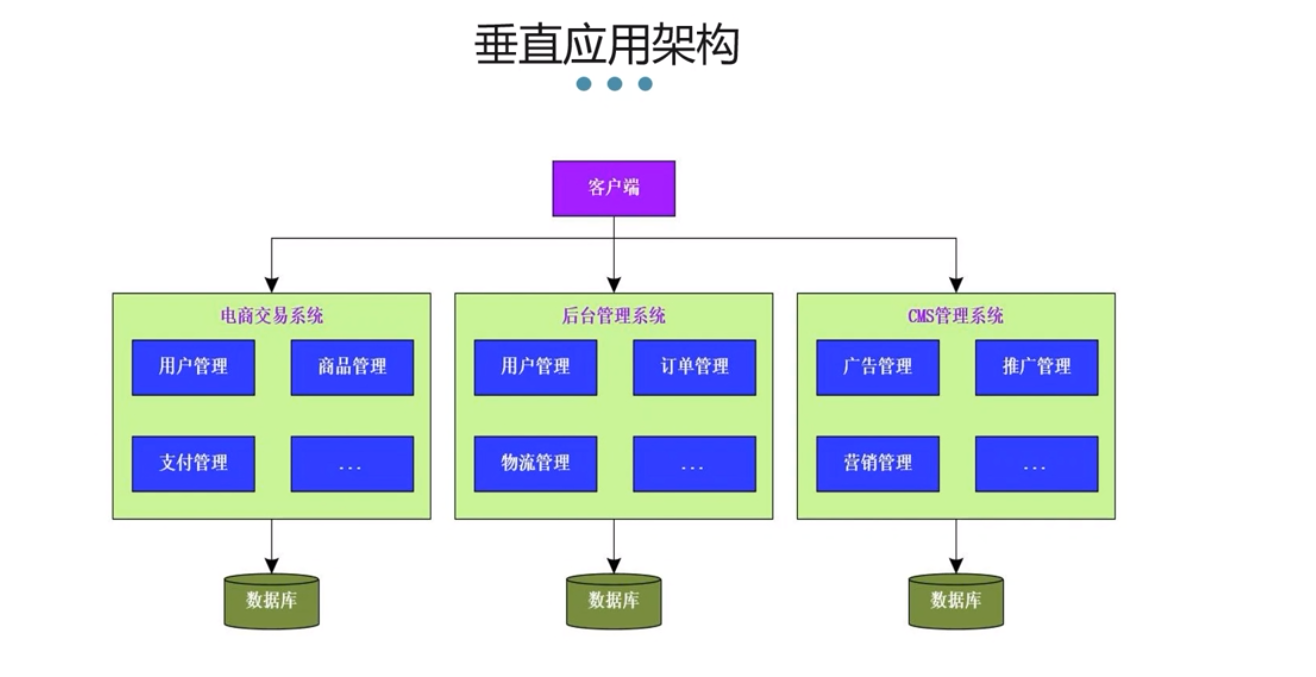 垂直应用架构
客户端
电商交易系统
后台管理系统
CMS管理系统
用户管理
商品管理
用户管理
订单管理
广告管理
推广管理
支付管理
...
物流管理
...
营销管理
...
数据库
数据库
数据库